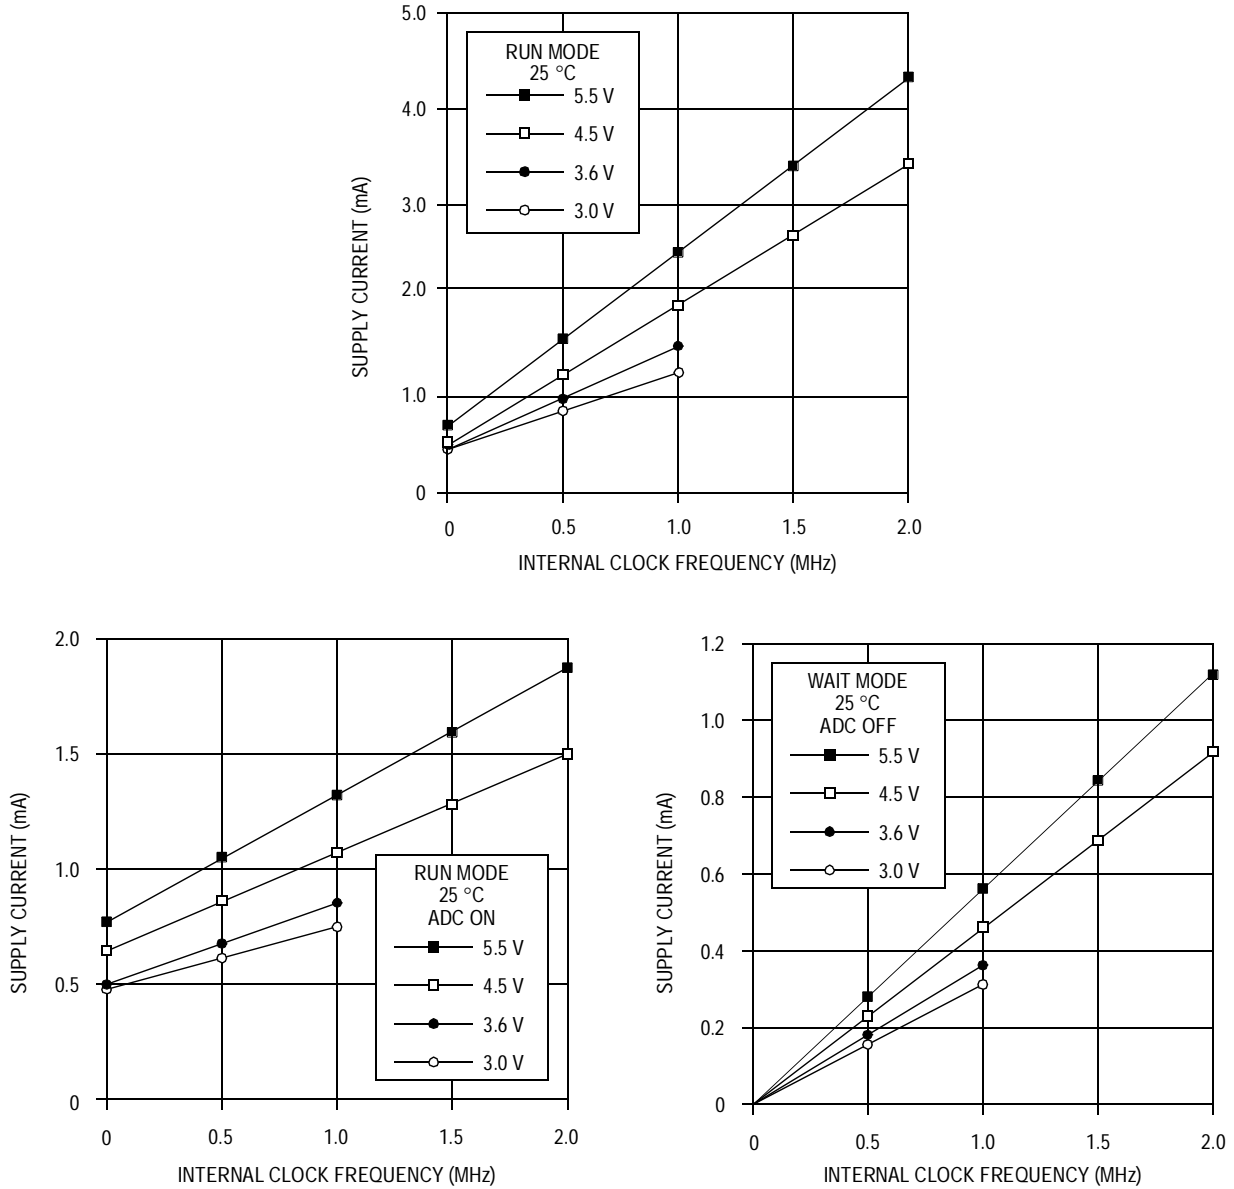 5.0
4.0
3.0
2.0
1.0
0
SUPPLY CURRENT (mA)
RUN MODE
25 °C
5.5 V
4.5 V
3.6 V
3.0 V
0 0.5 1.0 1.5 2.0
INTERNAL CLOCK FREQUENCY (MHz)
2.0
1.5
1.0
0.5
0
SUPPLY CURRENT (mA)
RUN MODE
25 °C
ADC ON
5.5 V
4.5 V
3.6 V
3.0 V
0 0.5 1.0 1.5 2.0
INTERNAL CLOCK FREQUENCY (MHz)
1.2
1.0
0.8
0.6
0.4
0.2
0
SUPPLY CURRENT (mA)
WAIT MODE
25 °C
ADC OFF
5.5 V
4.5 V
3.6 V
3.0 V
0 0.5 1.0 1.5 2.0
INTERNAL CLOCK FREQUENCY (MHz)